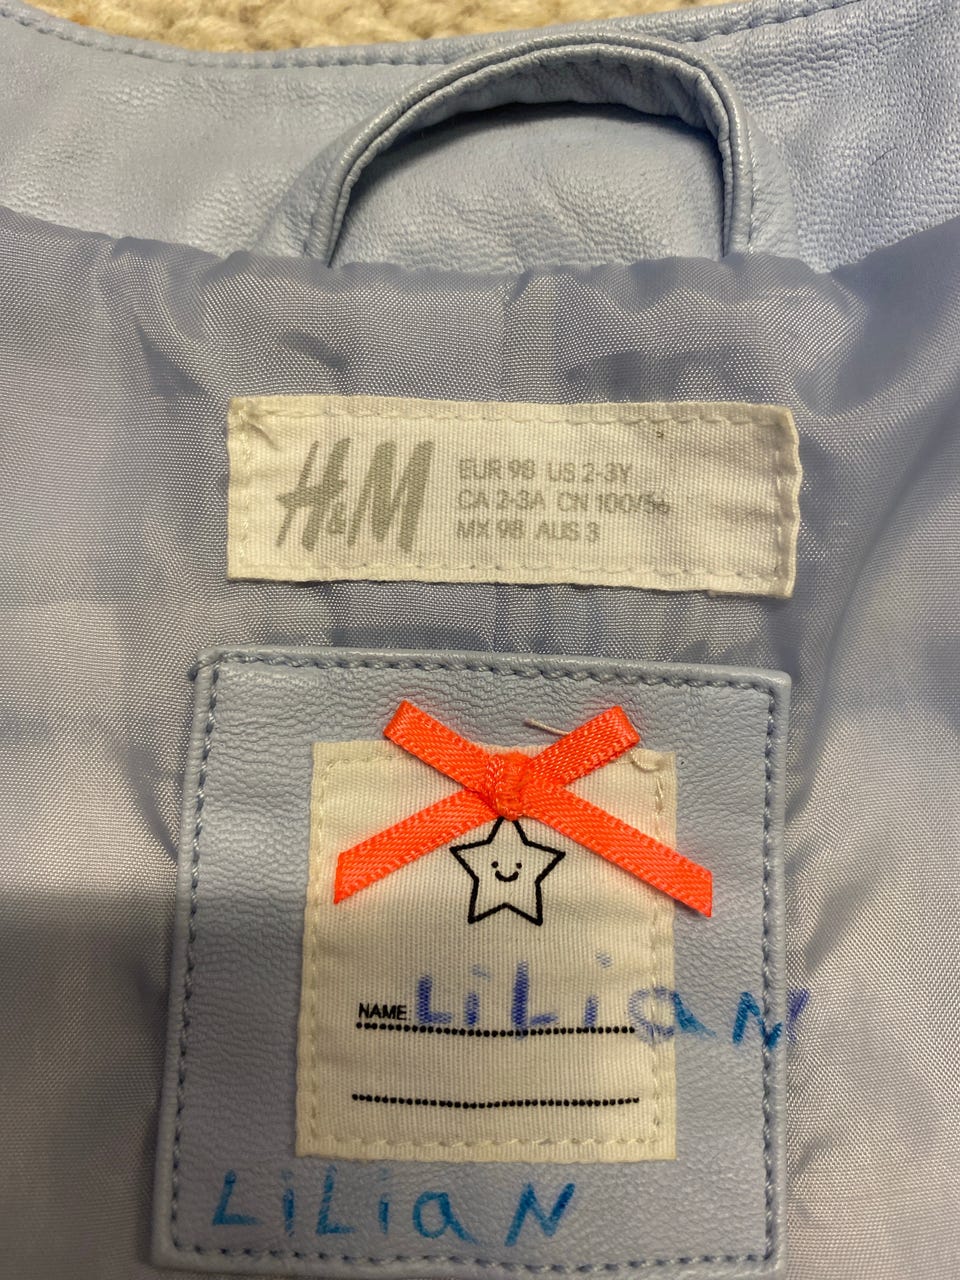 H&M
EUR 98 US 2-3Y
CA 2-3A CN 100/56
MX 98 AUS 3
NAME: LiLiaN
LiLiaN